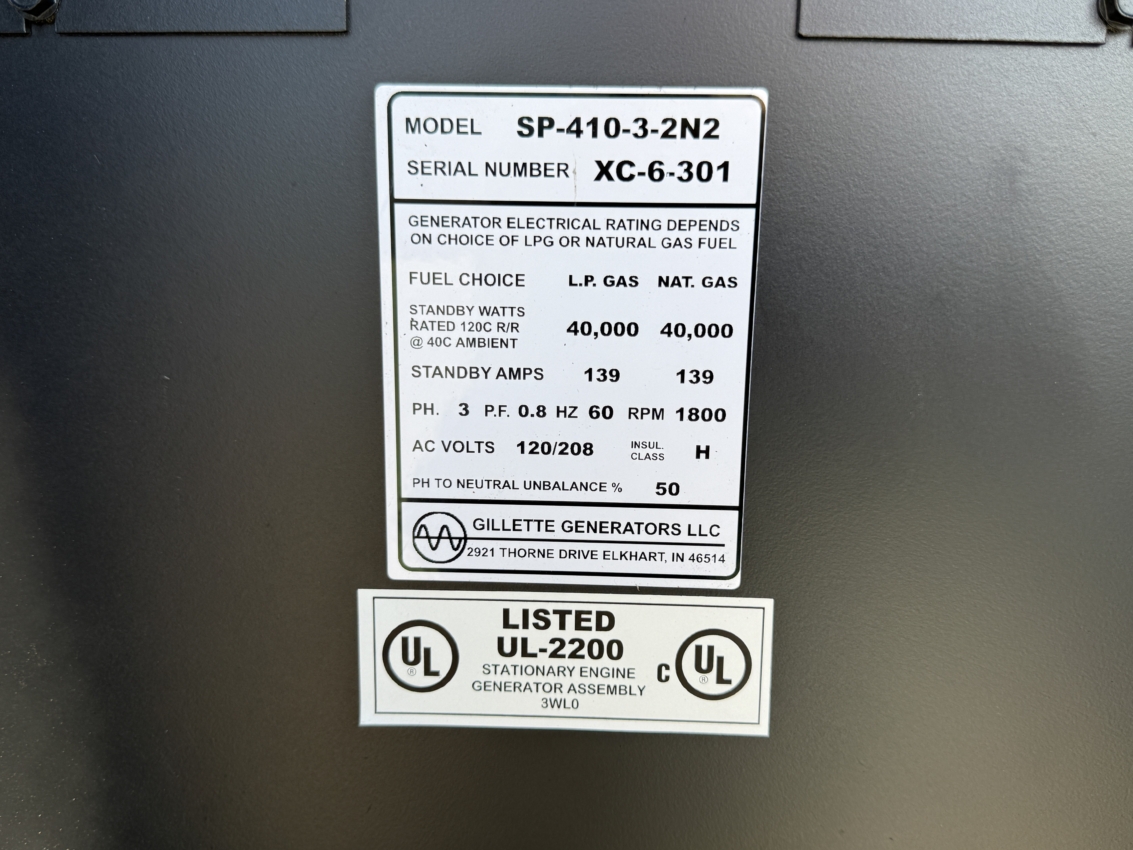 MODEL SP-410-3-2N2
SERIAL NUMBER XC-6-301
GENERATOR ELECTRICAL RATING DEPENDS
ON CHOICE OF LPG OR NATURAL GAS FUEL
FUEL CHOICE L.P. GAS NAT. GAS
STANDBY WATTS
RATED 120C R/R 40,000 40,000
@ 40C AMBIENT
STANDBY AMPS 139 139
PH. 3 P.F. 0.8 HZ 60 RPM 1800
AC VOLTS 120/208 INSUL. CLASS H
PH TO NEUTRAL UNBALANCE % 50
GILLETTE GENERATORS LLC
2921 THORNE DRIVE ELKHART, IN 46514
LISTED
UL-2200
UL ® STATIONARY ENGINE C UL ®
GENERATOR ASSEMBLY
3WL0